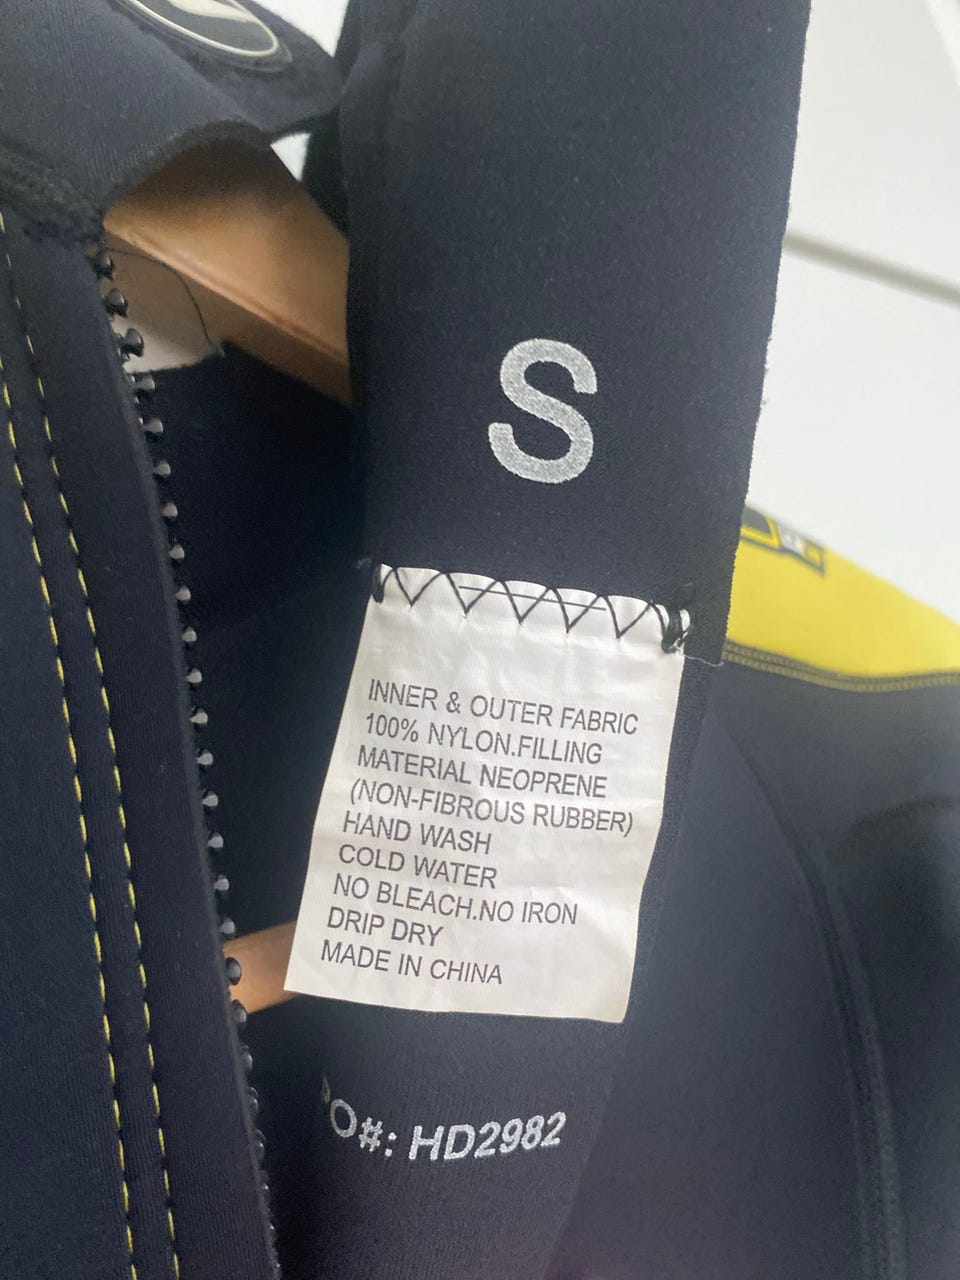 S
INNER & OUTER FABRIC
100% NYLON.FILLING
MATERIAL NEOPRENE
(NON-FIBROUS RUBBER)
HAND WASH
COLD WATER
NO BLEACH.NO IRON
DRIP DRY
MADE IN CHINA
PO#: HD2982